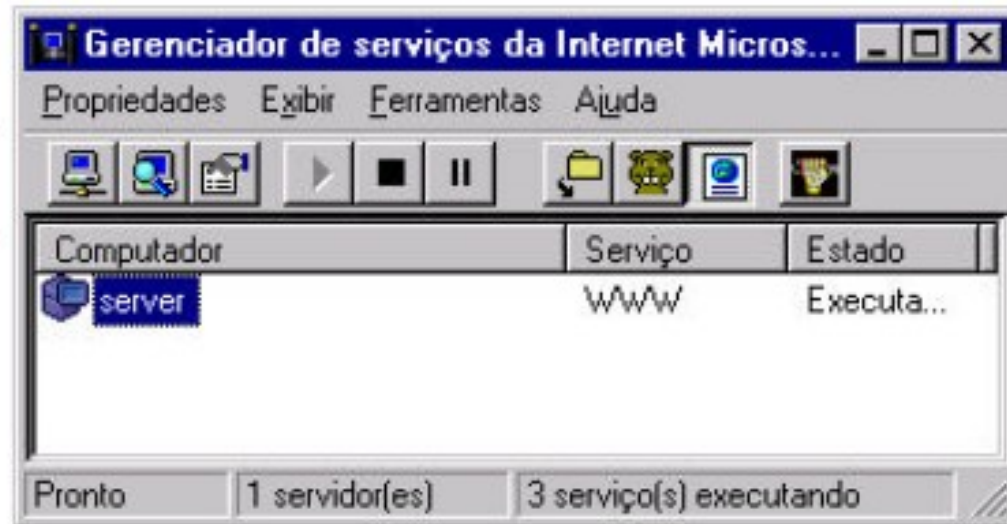 Gerenciador de serviços da Internet Micros...
Propriedades Exibir Ferramentas Ajuda
Computador Serviço Estado
server WWW Executa...
Pronto 1 servidor(es) 3 serviço(s) executando